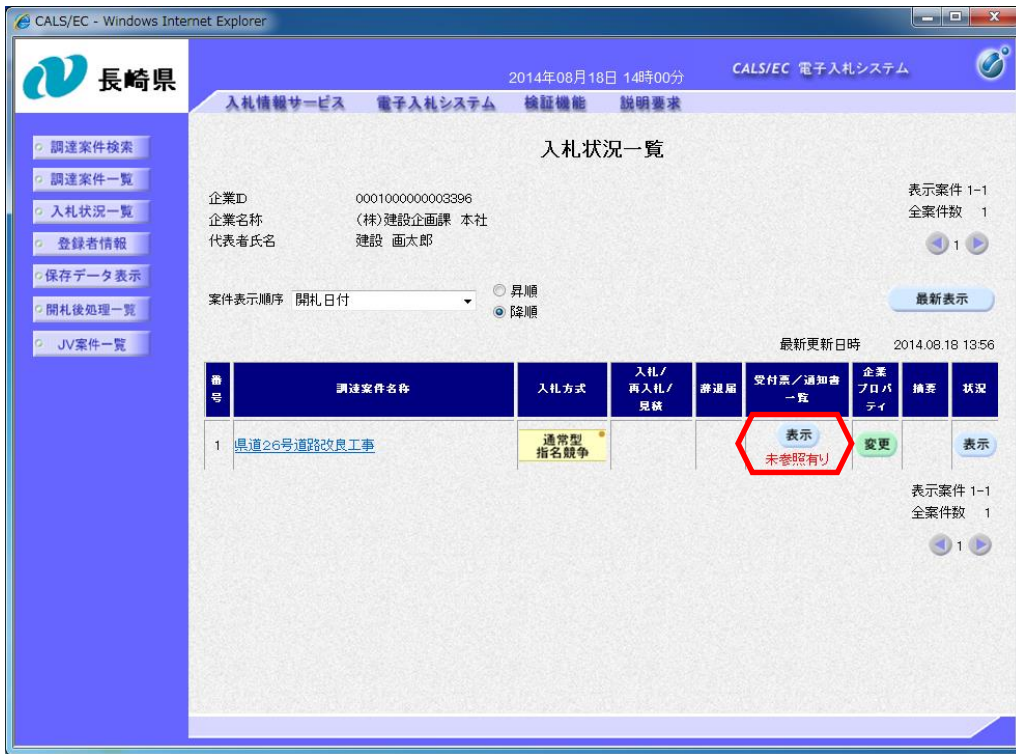 CALS/EC - Windows Internet Explorer
長崎県
2014年08月18日 14時00分
CALS/EC 電子入札システム
入札情報サービス 電子入札システム 検証機能 説明要求
調達案件検索
調達案件一覧
入札状況一覧
登録者情報
保存データ表示
開札後処理一覧
JV案件一覧
入札状況一覧
企業ID 0001000000003396
企業名称 (株)建設企画課 本社
代表者氏名 建設 画太郎
表示案件 1-1
全案件数 1
1
案件表示順序 開札日付
昇順
降順
最新表示
最新更新日時 2014.08.18 13:56
番号 調達案件名称 入札方式 入札/再入札/見積 辞退届 受付票/通知書一覧 企業プロパティ 摘要 状況
1 県道26号道路改良工事 通常型指名競争 表示 未参照有り 変更 表示
表示案件 1-1
全案件数 1
1